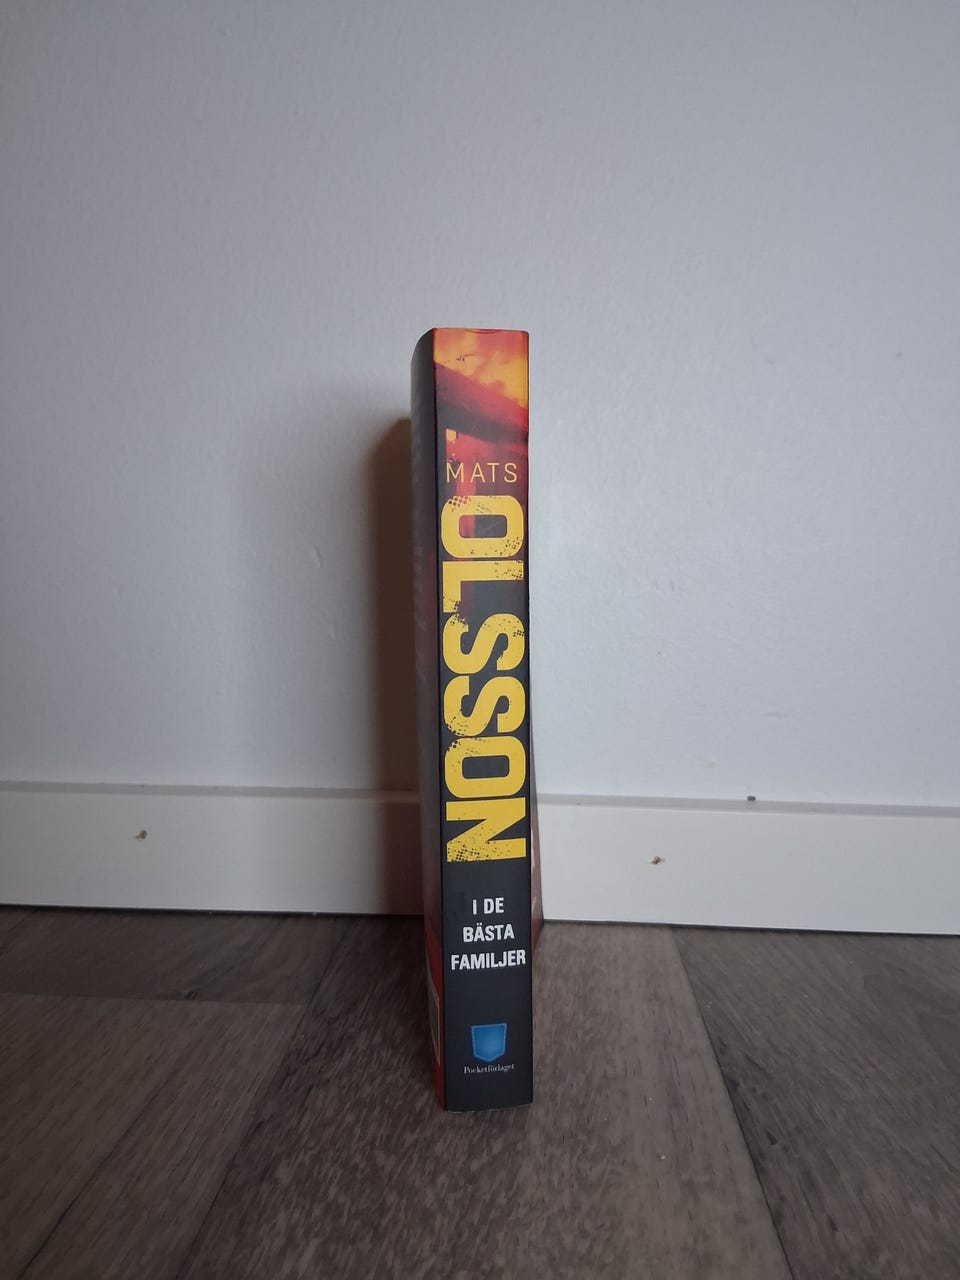 MATS
OLSSON
I DE
BÄSTA
FAMILJER
Pocketförlaget